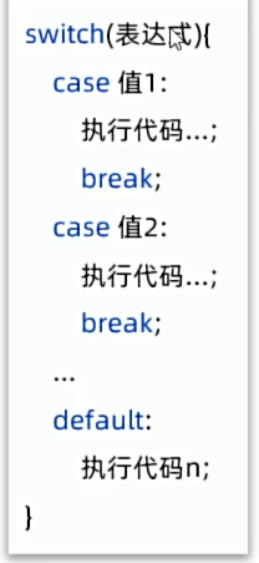 switch(表达式){
case 值1:
执行代码...;
break;
case 值2:
执行代码...;
break;
...
default:
执行代码n;
}